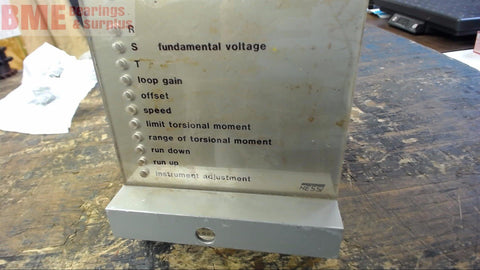 BME Bearings
& surplus
R
S fundamental voltage
T
loop gain
offset
speed
limit torsional moment
range of torsional moment
run down
run up
instrument adjustment